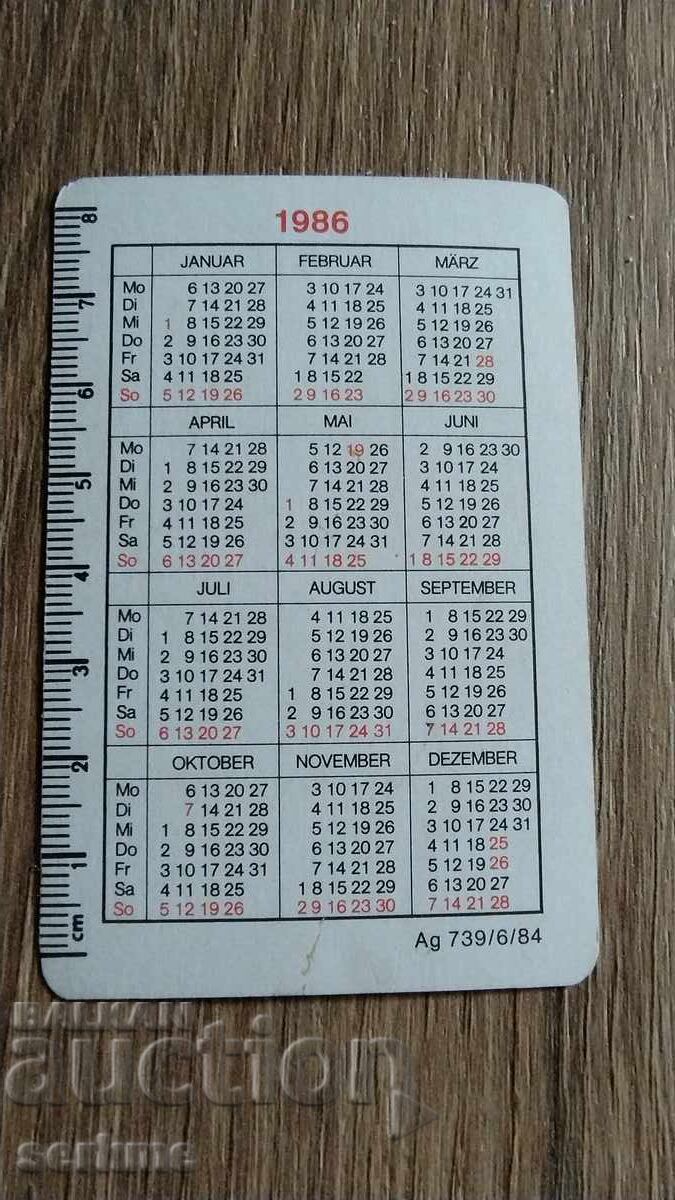 1986
JANUAR FEBRUAR MÄRZ
Mo 6 13 20 27 3 10 17 24 3 10 17 24 31
Di 7 14 21 28 4 11 18 25 4 11 18 25
Mi 1 8 15 22 29 5 12 19 26 5 12 19 26
Do 2 9 16 23 30 6 13 20 27 6 13 20 27
Fr 3 10 17 24 31 7 14 21 28 7 14 21 28
Sa 4 11 18 25 1 8 15 22 1 8 15 22 29
So 5 12 19 26 2 9 16 23 2 9 16 23 30
APRIL MAI JUNI
Mo 7 14 21 28 5 12 19 26 2 9 16 23 30
Di 1 8 15 22 29 6 13 20 27 3 10 17 24
Mi 2 9 16 23 30 7 14 21 28 4 11 18 25
Do 3 10 17 24 1 8 15 22 29 5 12 19 26
Fr 4 11 18 25 2 9 16 23 30 6 13 20 27
Sa 5 12 19 26 3 10 17 24 31 7 14 21 28
So 6 13 20 27 4 11 18 25 1 8 15 22 29
JULI AUGUST SEPTEMBER
Mo 7 14 21 28 4 11 18 25 1 8 15 22 29
Di 1 8 15 22 29 5 12 19 26 2 9 16 23 30
Mi 2 9 16 23 30 6 13 20 27 3 10 17 24
Do 3 10 17 24 31 7 14 21 28 4 11 18 25
Fr 4 11 18 25 1 8 15 22 29 5 12 19 26
Sa 5 12 19 26 2 9 16 23 30 6 13 20 27
So 6 13 20 27 3 10 17 24 31 7 14 21 28
OKTOBER NOVEMBER DEZEMBER
Mo 6 13 20 27 3 10 17 24 1 8 15 22 29
Di 7 14 21 28 4 11 18 25 2 9 16 23 30
Mi 1 8 15 22 29 5 12 19 26 3 10 17 24 31
Do 2 9 16 23 30 6 13 20 27 4 11 18 25
Fr 3 10 17 24 31 7 14 21 28 5 12 19 26
Sa 4 11 18 25 1 8 15 22 29 6 13 20 27
So 5 12 19 26 2 9 16 23 30 7 14 21 28
Ag 739/6/84
8
7
6
5
4
3
2
1
cm
BALKAN
auction
sertme